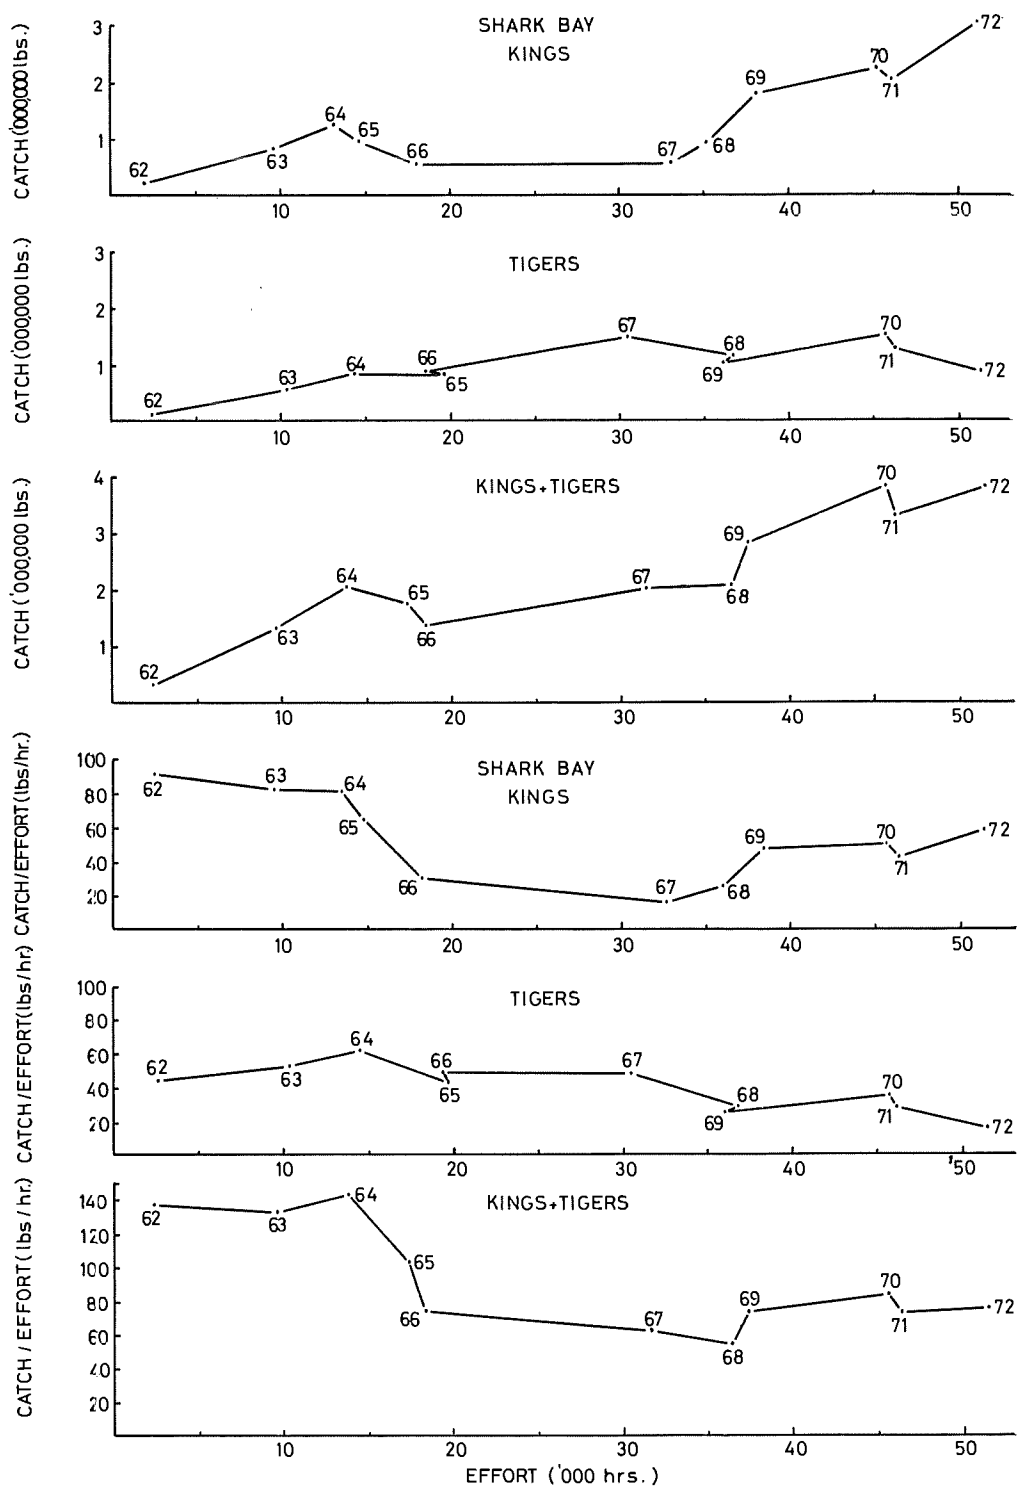 SHARK BAY
KINGS
CATCH ('000,000 lbs.)
3
2
1
62 63 64 65 66 67 68 69 70 71 72
10 20 30 40 50
TIGERS
CATCH ('000,000 lbs.)
3
2
1
62 63 64 66 65 67 68 69 70 71 72
10 20 30 40 50
KINGS+TIGERS
CATCH ('000,000 lbs.)
4
3
2
1
62 63 64 65 66 67 68 69 70 71 72
10 20 30 40 50
SHARK BAY
KINGS
CATCH/EFFORT (lbs/hr.)
100
80
60
40
20
62 63 64 65 66 67 68 69 70 71 72
10 20 30 40 50
TIGERS
CATCH/EFFORT (lbs/hr.)
100
80
60
40
20
62 63 64 66 65 67 68 69 70 71 72
10 20 30 40 50
KINGS+TIGERS
CATCH / EFFORT (lbs / hr.)
140
120
100
80
60
40
20
62 63 64 65 66 67 68 69 70 71 72
10 20 30 40 50
EFFORT ('000 hrs.)